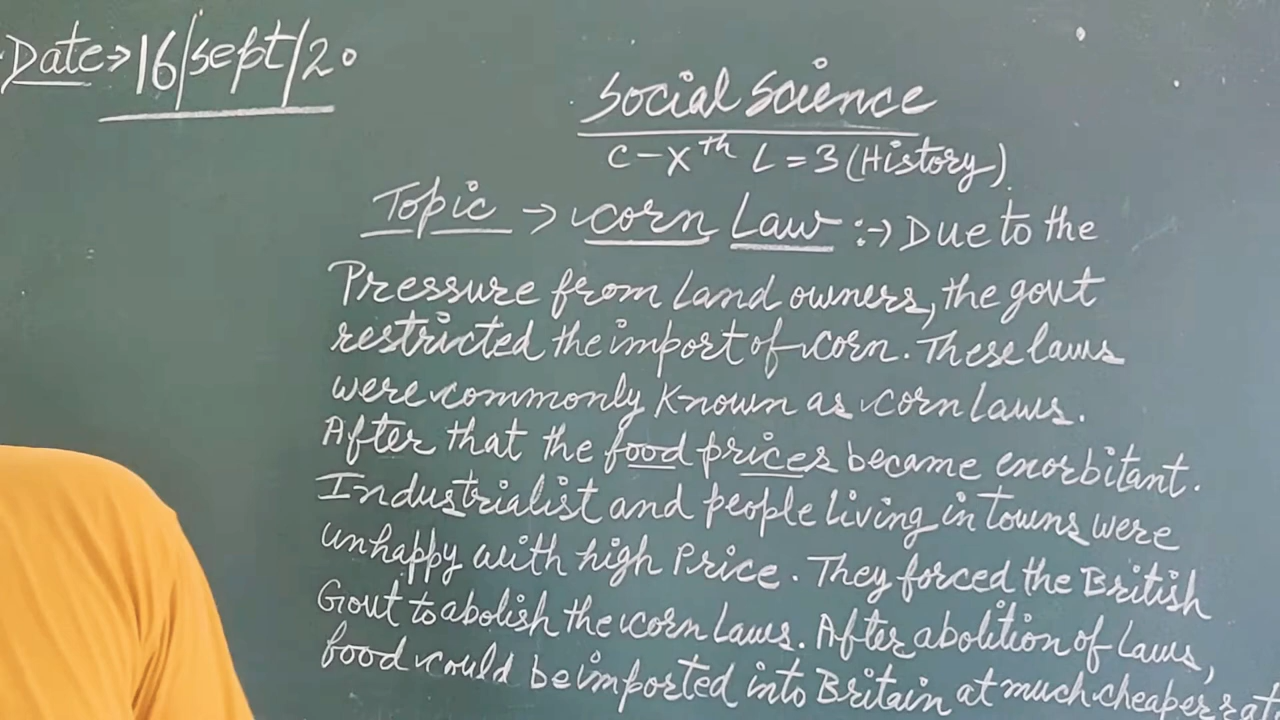 Date→16/sept/20
Social Science
C-Xth L=3 (History)
Topic → corn Law :→ Due to the
Pressure from land owners, the govt
restricted the import of corn. These laws
were commonly known as corn laws.
After that the food prices became enorbitant.
Industrialist and people living in towns were
unhappy with high Price. They forced the British
Govt to abolish the corn Laws. After abolition of Laws,
food could be imported into Britain at much cheaper